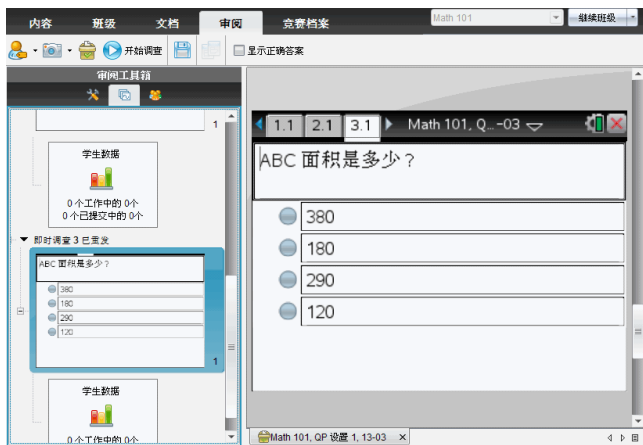 内容 班级 文档 审阅 竞赛档案 Math 101 继续班级
开始调查 显示正确答案
审阅工具箱
1
学生数据
0 个工作中的 0个
0 个已提交中的 0个
即时调查 3 已重发
ABC 面积是多少?
380
180
290
120
1
学生数据
0 个工作中的 0个
1.1 2.1 3.1 Math 101, Q...-03
ABC 面积是多少?
380
180
290
120
Math 101, QP 设置 1, 13-03